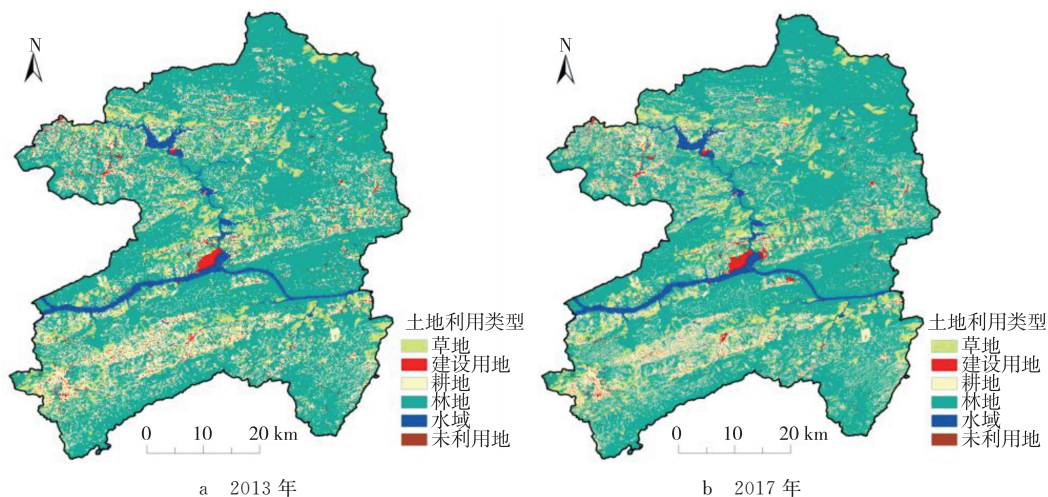 N
土地利用类型
草地
建设用地
耕地
林地
水域
未利用地
0 10 20 km
a 2013 年
N
土地利用类型
草地
建设用地
耕地
林地
水域
未利用地
0 10 20 km
b 2017 年